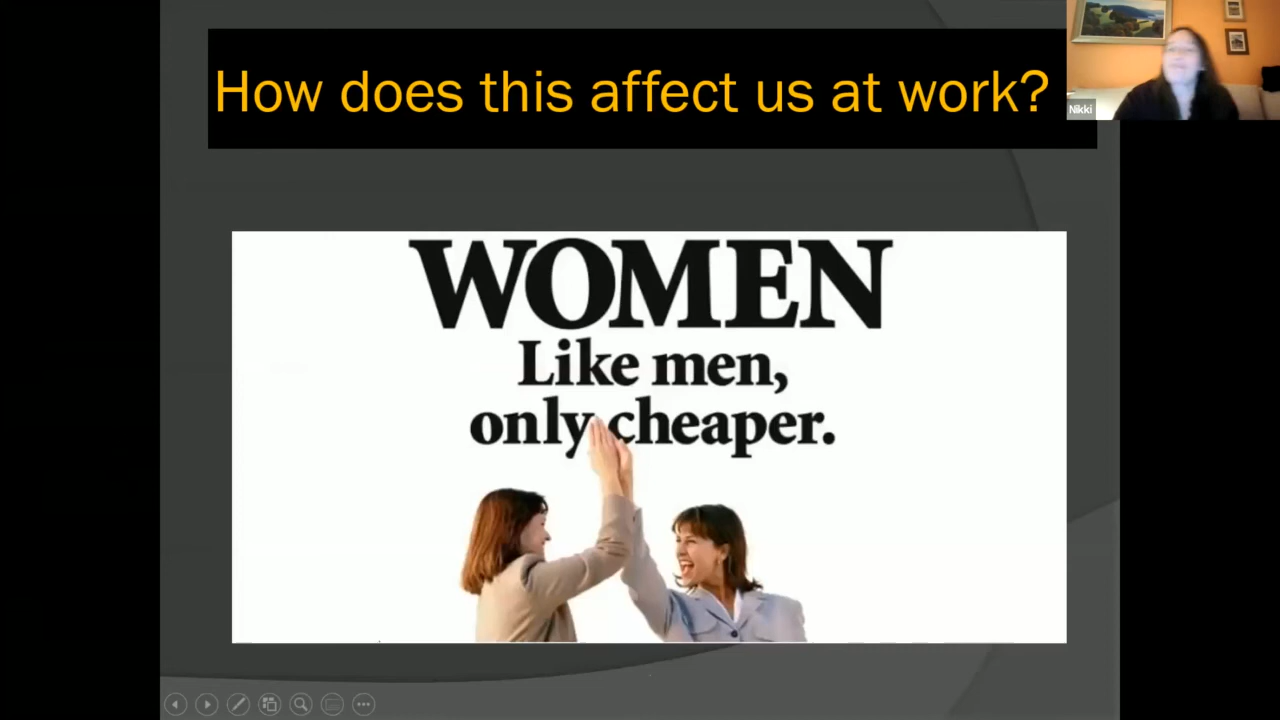 How does this affect us at work?
Nikki
WOMEN
Like men,
only cheaper.